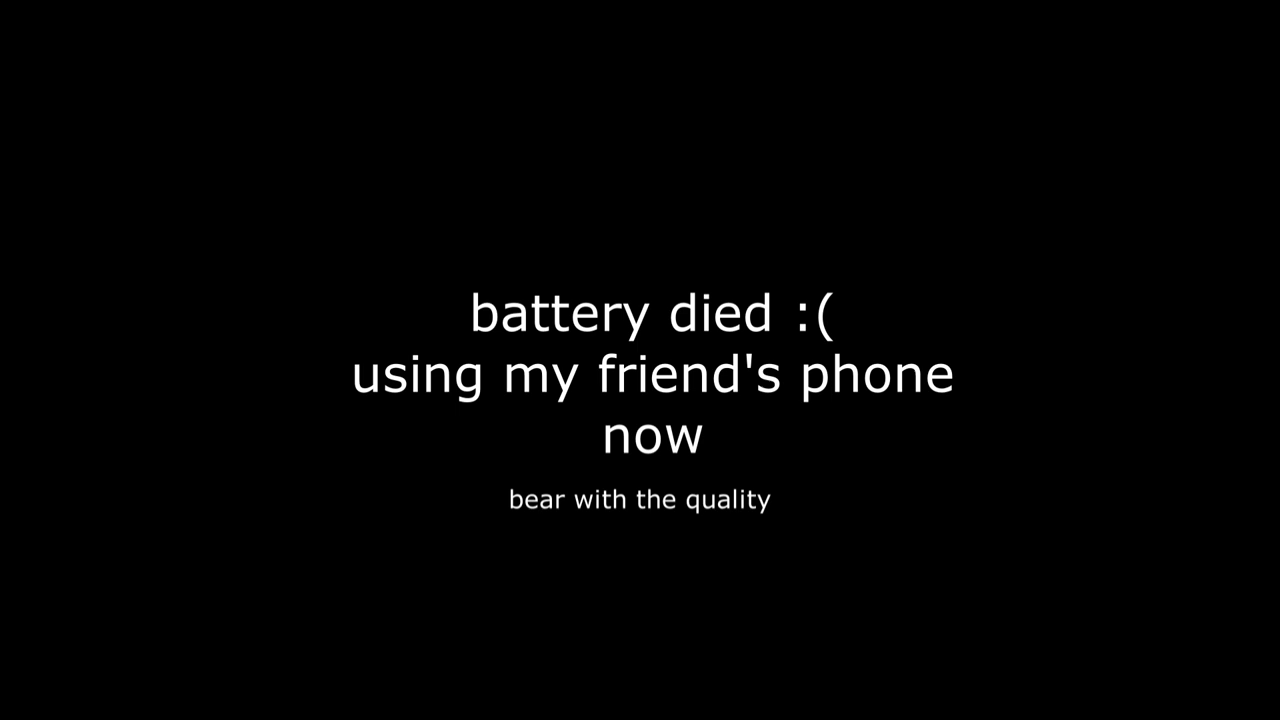 battery died :(
using my friend's phone
now
bear with the quality